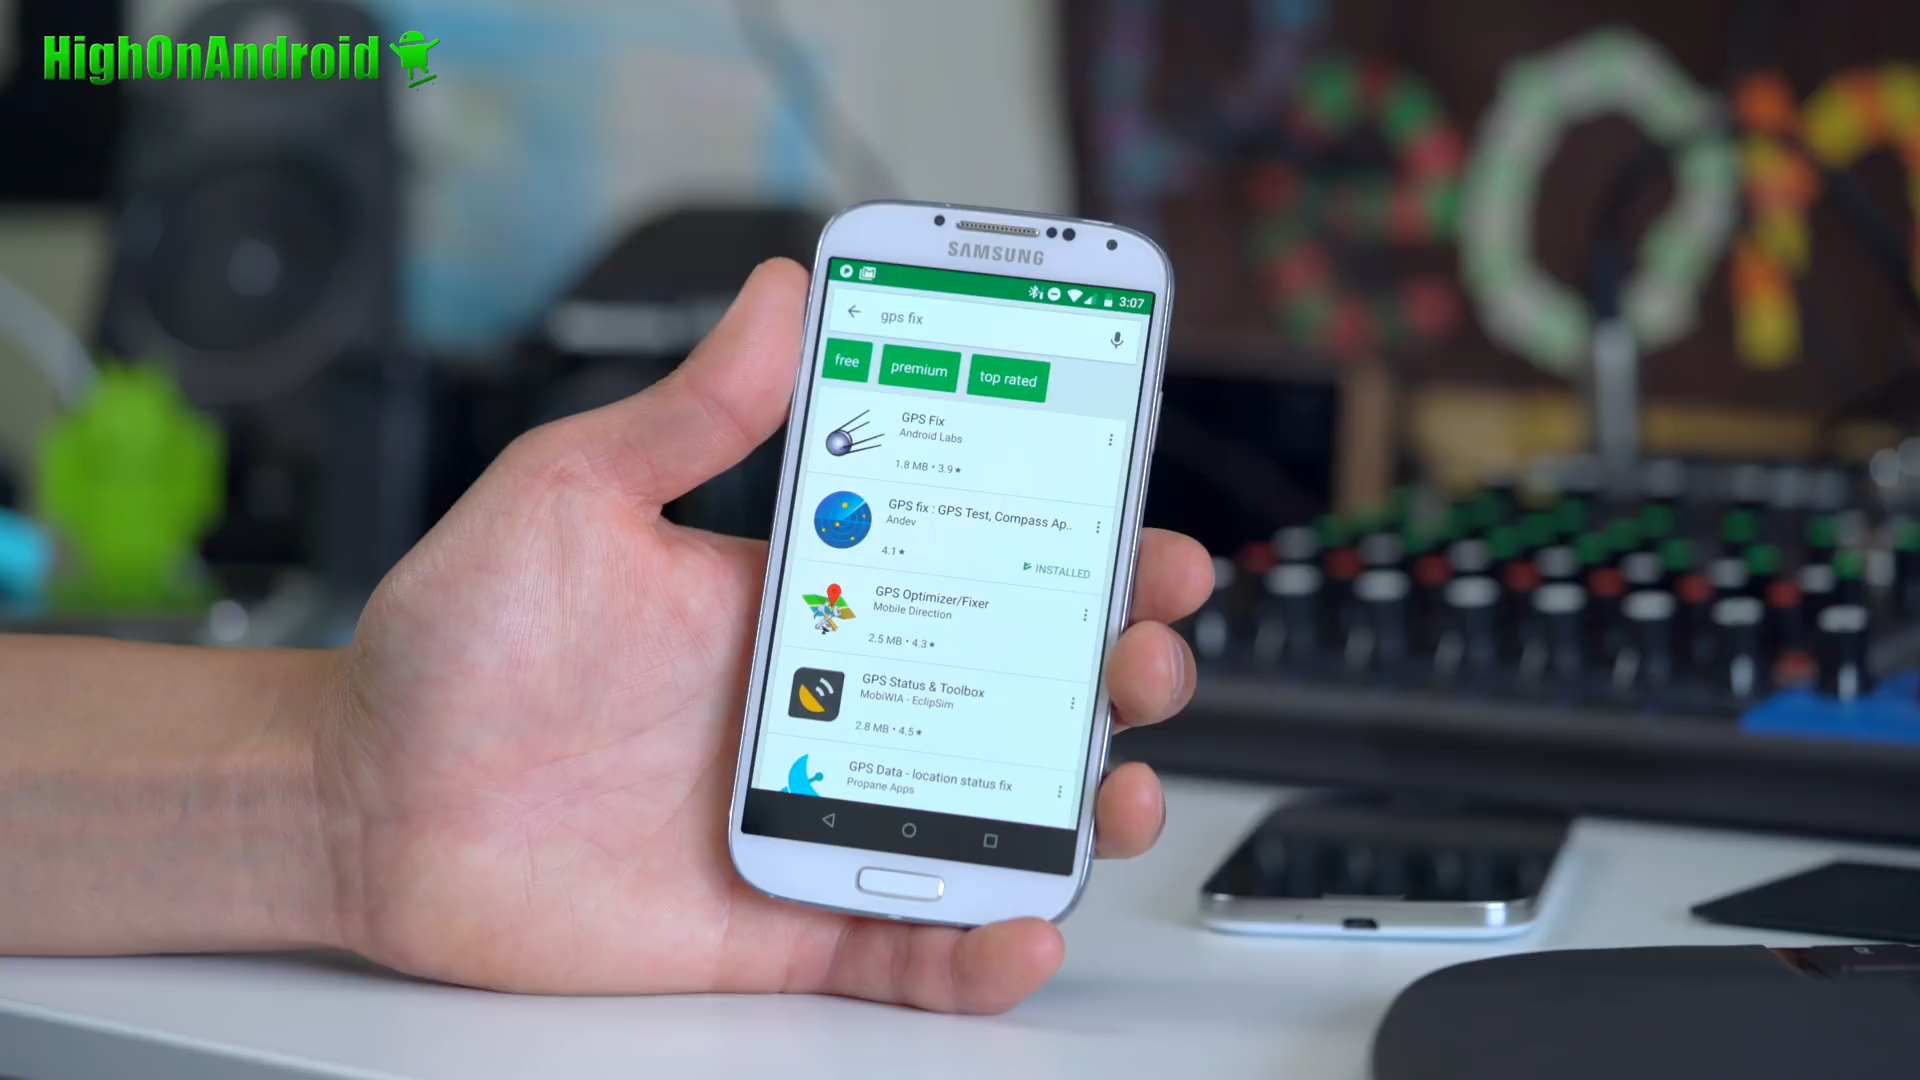 HighOnAndroid
SAMSUNG
3:07
gps fix
free
premium
top rated
GPS Fix
Android Labs
1.8 MB • 3.9★
GPS fix : GPS Test, Compass Ap..
Andev
4.1★
INSTALLED
GPS Optimizer/Fixer
Mobile Direction
2.5 MB • 4.3★
GPS Status & Toolbox
MobiWIA - EclipSim
2.8 MB • 4.5★
GPS Data - location status fix
Propane Apps